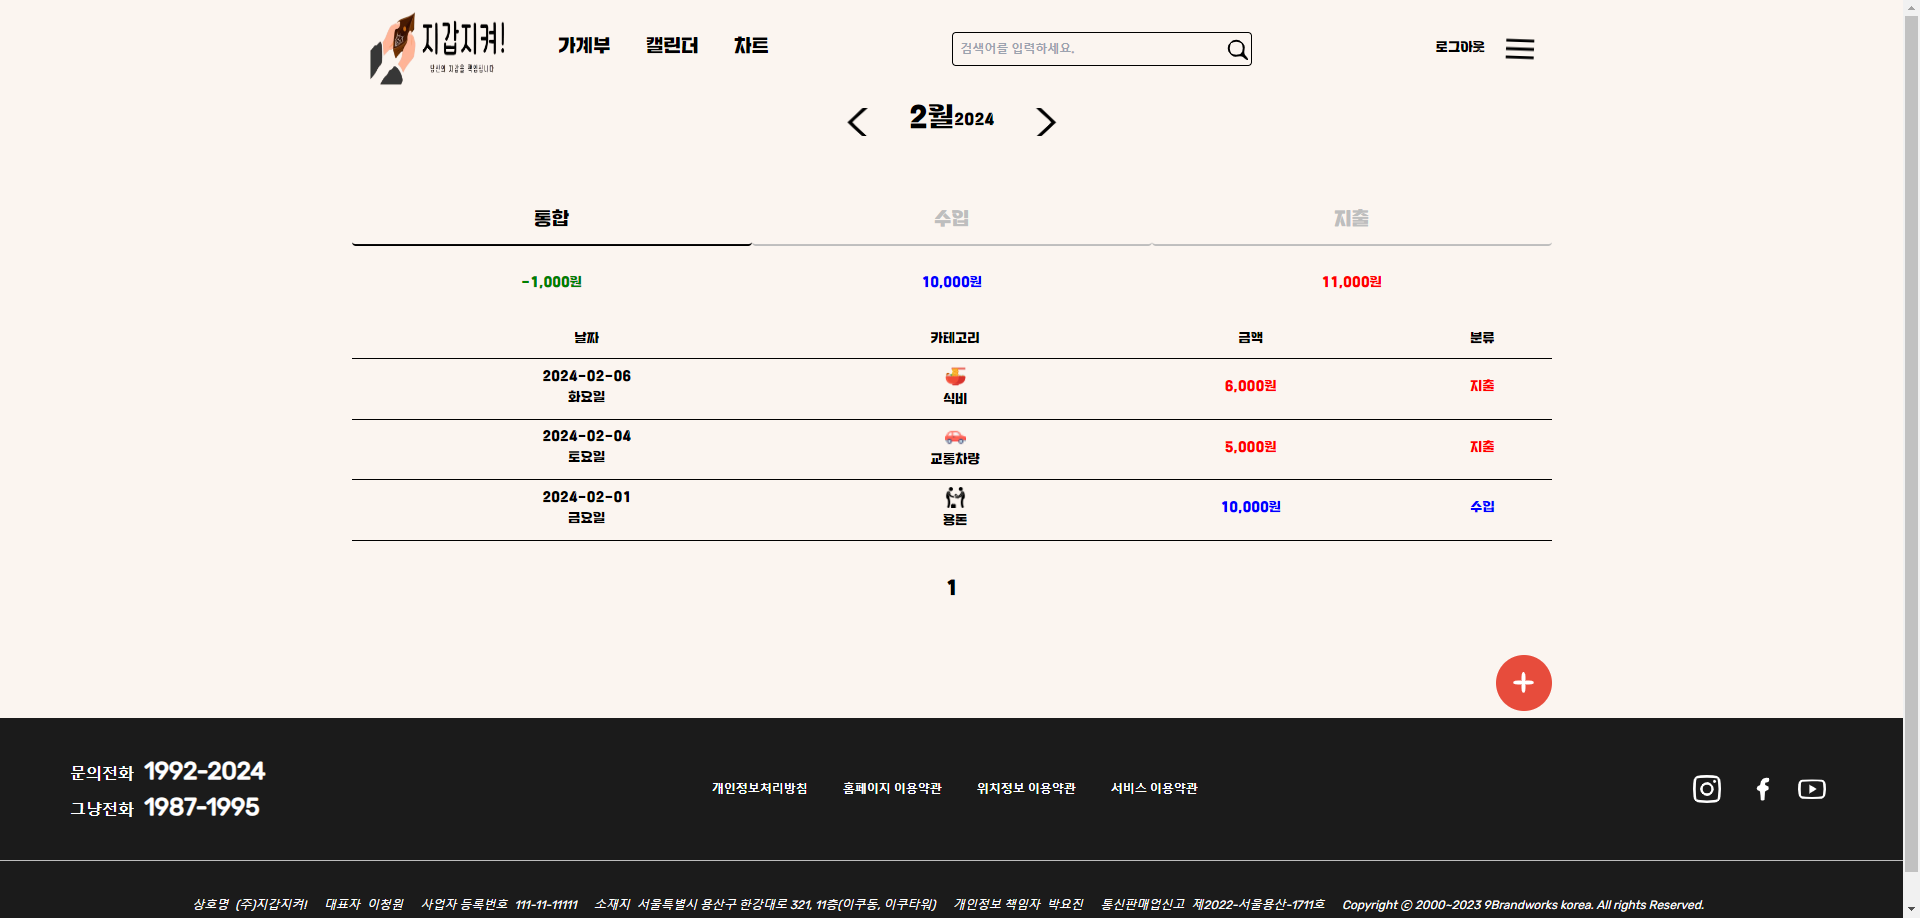 지갑지켜!
당신의 지갑을 책임집니다
가계부 캘린더 차트
검색어를 입력하세요.
로그아웃
2월2024
통합 수입 지출
-1,000원 10,000원 11,000원
날짜 카테고리 금액 분류
2024-02-06
화요일
식비
6,000원 지출
2024-02-04
토요일
교통차량
5,000원 지출
2024-02-01
금요일
용돈
10,000원 수입
1
문의전화 1992-2024
그냥전화 1987-1995
개인정보처리방침 홈페이지 이용약관 위치정보 이용약관 서비스 이용약관
상호명 (주)지갑지켜! 대표자 이청원 사업자 등록번호 111-11-11111 소재지 서울특별시 용산구 한강대로 321, 11층(이쿠동, 이쿠타워) 개인정보 책임자 박요진 통신판매업신고 제2022-서울용산-1711호 Copyright ⓒ 2000~2023 9Brandworks korea. All rights Reserved.